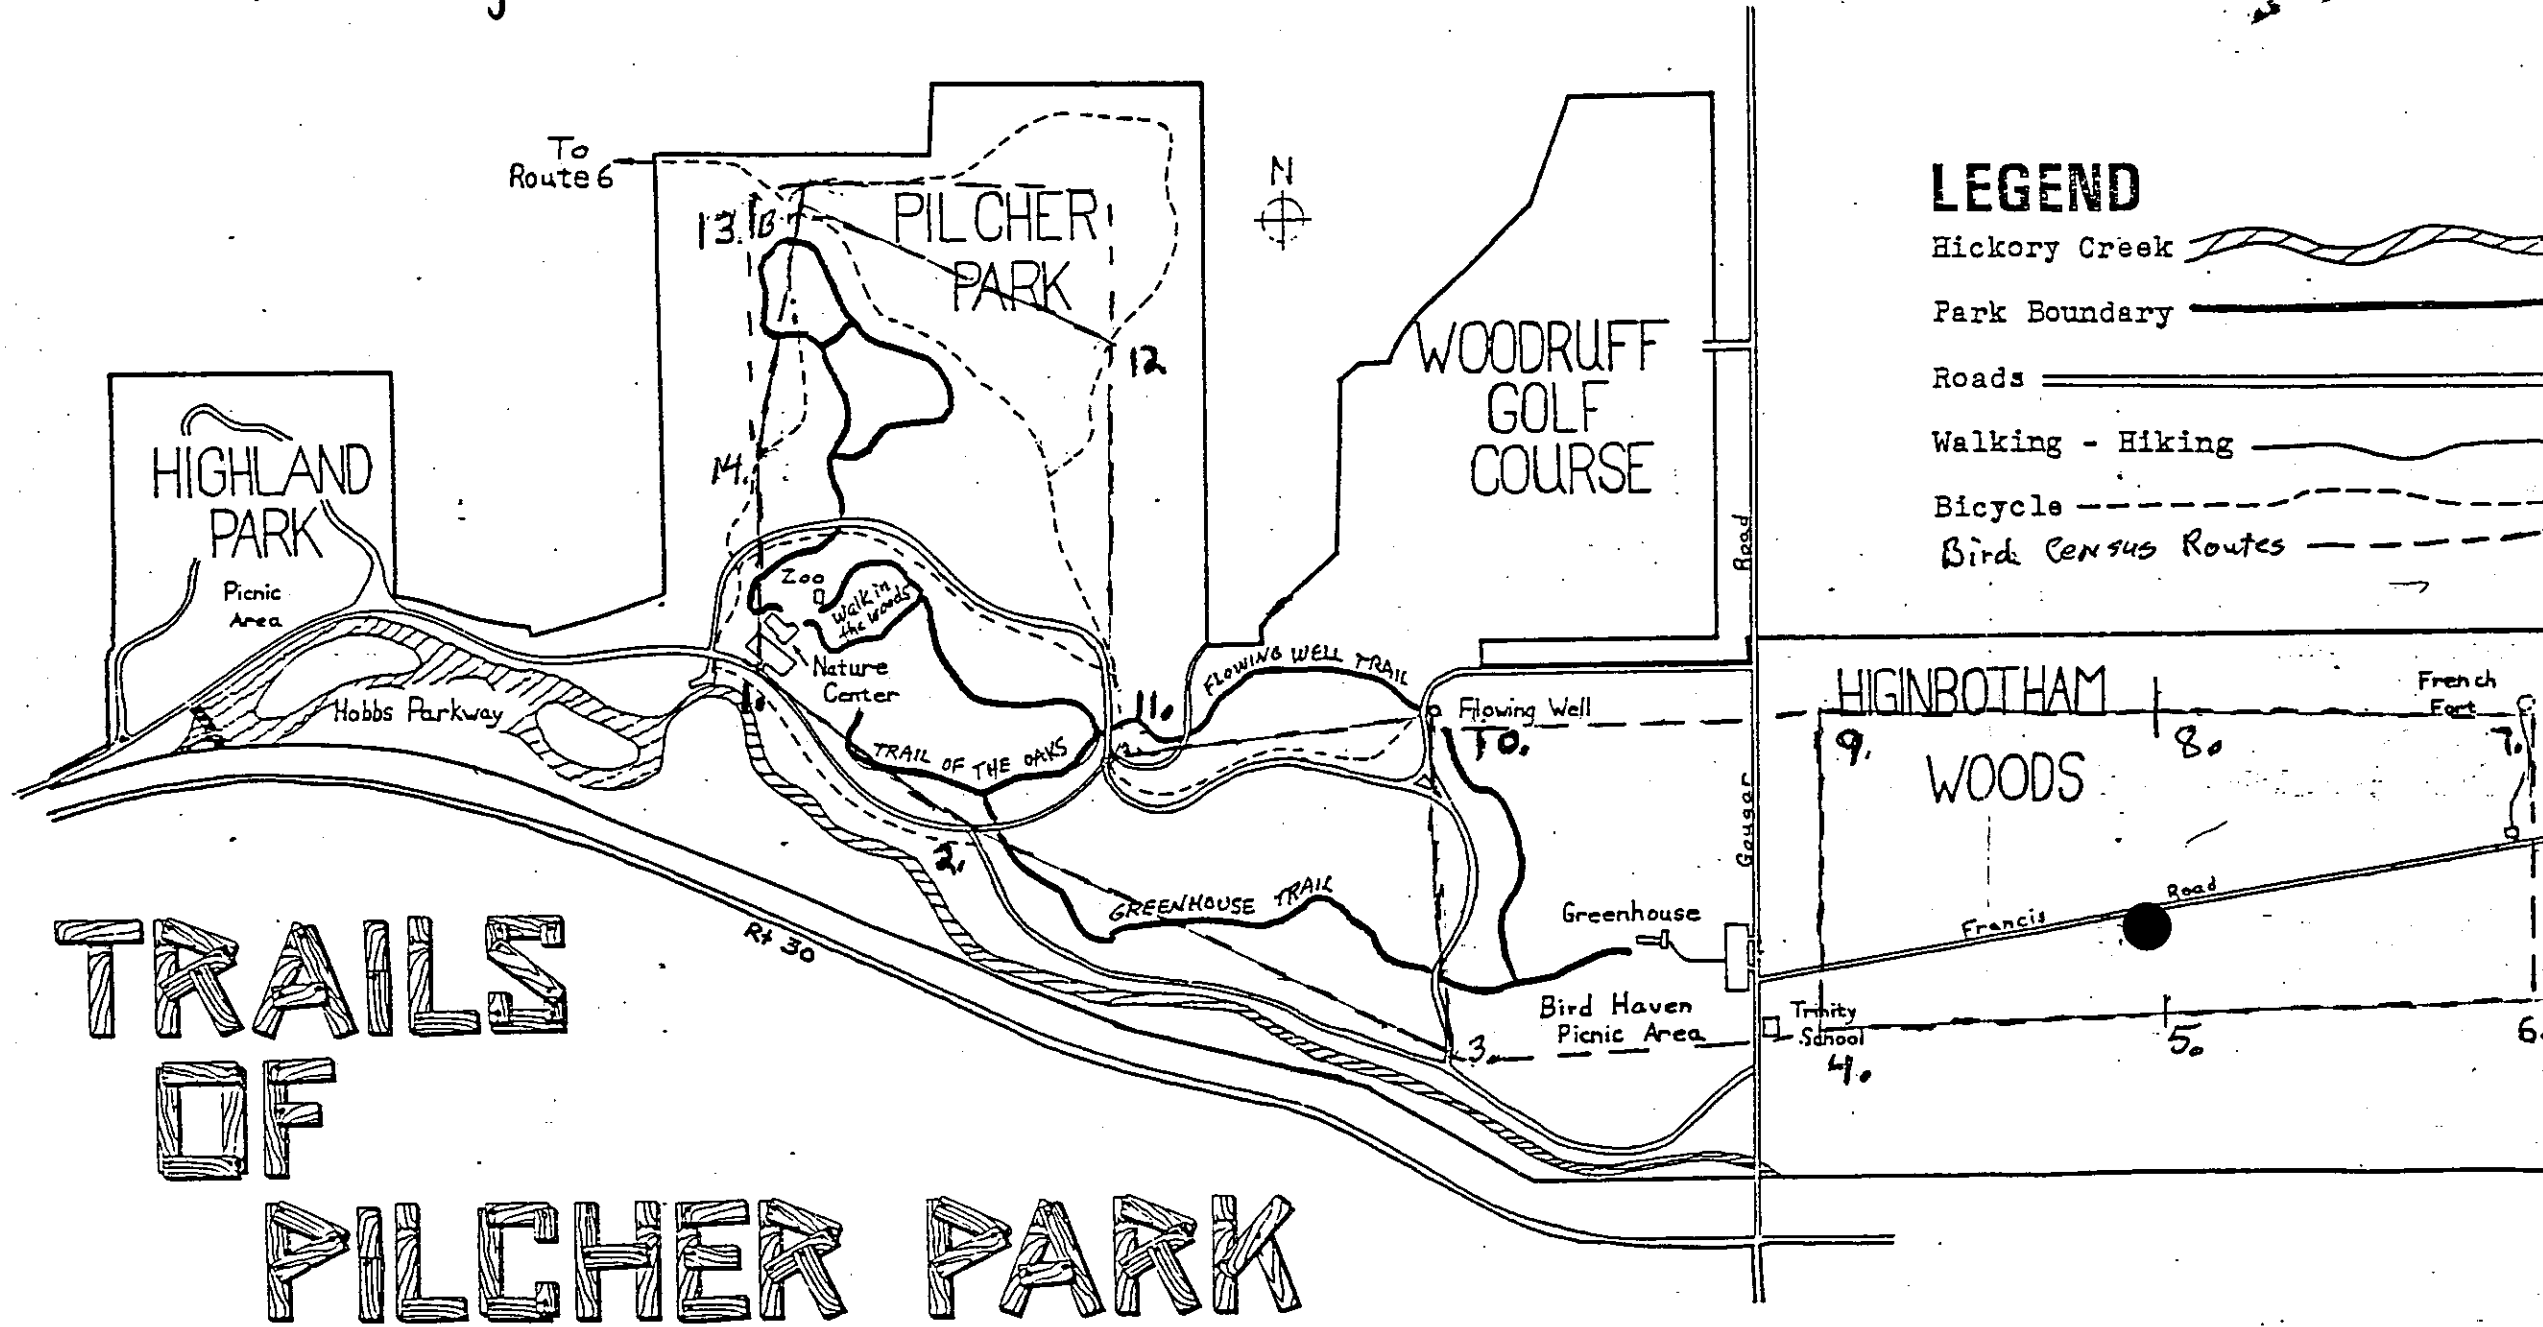 To
Route 6
N
13.
B
PILCHER
PARK
12
14.
HIGHLAND
PARK
Picnic
Area
WOODRUFF
GOLF
COURSE
LEGEND
Hickory Creek
Park Boundary
Roads
Walking - Hiking
Bicycle
Bird Census Routes
Road
Gougar
Zoo
Walk in
the woods
Nature
Center
Hobbs Parkway
1.
TRAIL OF THE OAKS
11.
FLOWING WELL TRAIL
Flowing Well
10.
2.
GREENHOUSE TRAIL
Greenhouse
Bird Haven
Picnic Area
3.
Rt 30
HIGINBOTHAM
WOODS
French
Fort
9.
8.
7.
Francis Road
Trinity
School
4.
5.
6.
TRAILS
OF
PILCHER PARK